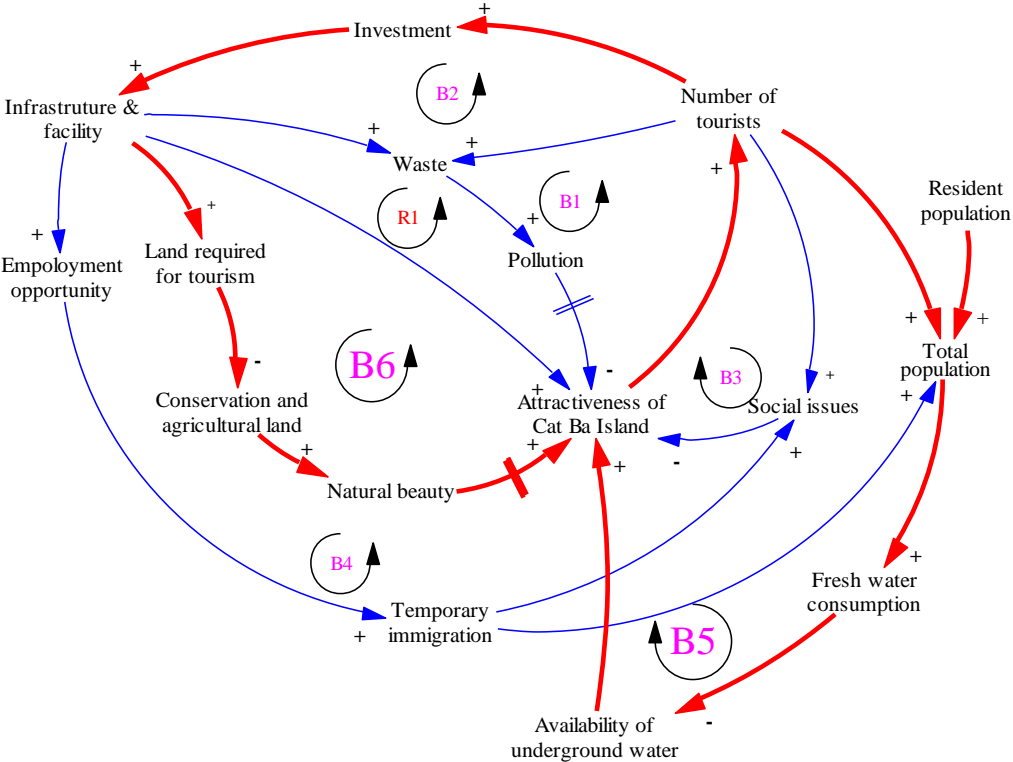 +
Investment
+
Infrastruture &
facility
B2
Number of
tourists
+
+
Waste
+
R1
B1
+
+
Resident
population
+
Empoloyment
opportunity
Land required
for tourism
Pollution
+
+
Total
population
-
B6
-
B3
+
+
Conservation and
agricultural land
+
Attractiveness of
Cat Ba Island
Social issues
+
+
+
-
+
Natural beauty
B4
+
Fresh water
consumption
Temporary
immigration
+
B5
-
Availability of
underground water